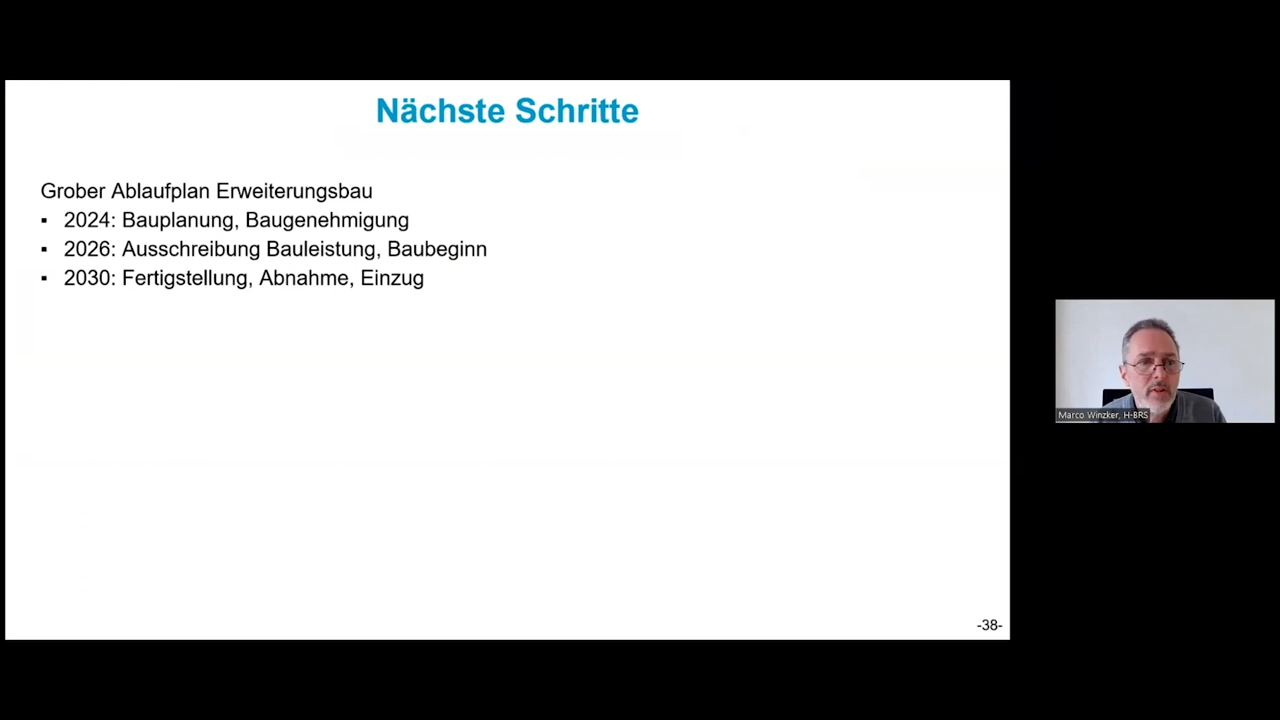 Nächste Schritte
Grober Ablaufplan Erweiterungsbau
▪ 2024: Bauplanung, Baugenehmigung
▪ 2026: Ausschreibung Bauleistung, Baubeginn
▪ 2030: Fertigstellung, Abnahme, Einzug
Marco Winzker, H-BRS
-38-